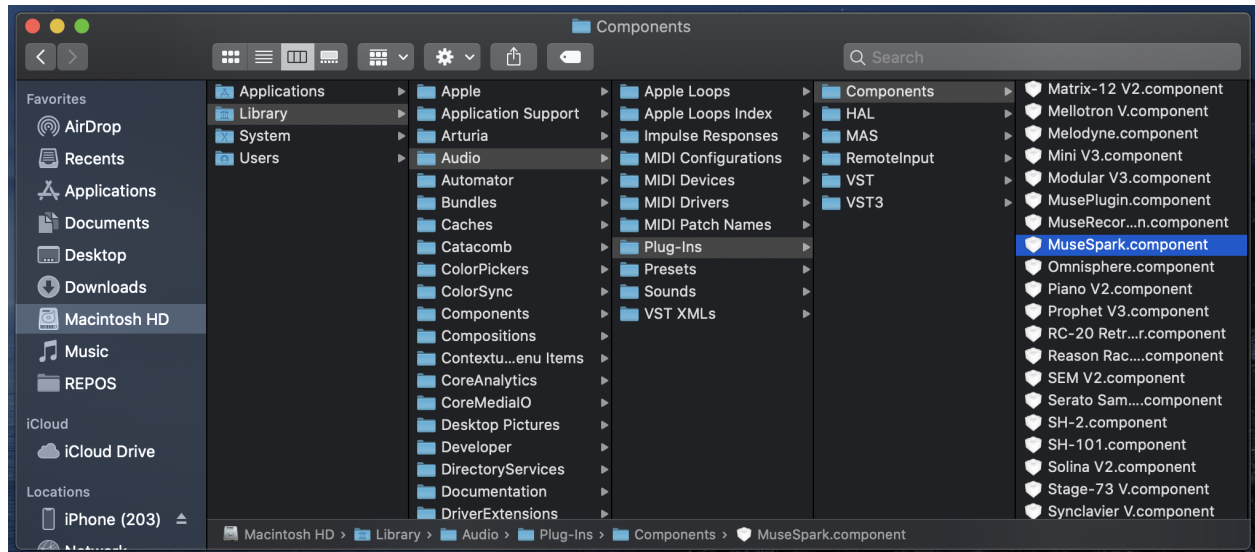 Components
Search
Favorites
AirDrop
Recents
Applications
Documents
Desktop
Downloads
Macintosh HD
Music
REPOS
iCloud
iCloud Drive
Locations
iPhone (203)
Network
Applications
Library
System
Users
Apple
Application Support
Arturia
Audio
Automator
Bundles
Caches
Catacomb
ColorPickers
ColorSync
Components
Compositions
Contextu...enu Items
CoreAnalytics
CoreMediaIO
Desktop Pictures
Developer
DirectoryServices
Documentation
DriverExtensions
Apple Loops
Apple Loops Index
Impulse Responses
MIDI Configurations
MIDI Devices
MIDI Drivers
MIDI Patch Names
Plug-Ins
Presets
Sounds
VST XMLs
Components
HAL
MAS
RemoteInput
VST
VST3
Matrix-12 V2.component
Mellotron V.component
Melodyne.component
Mini V3.component
Modular V3.component
MusePlugin.component
MuseRecor...n.component
MuseSpark.component
Omnisphere.component
Piano V2.component
Prophet V3.component
RC-20 Retr...r.component
Reason Rac....component
SEM V2.component
Serato Sam....component
SH-2.component
SH-101.component
Solina V2.component
Stage-73 V.component
Synclavier V.component
Macintosh HD › Library › Audio › Plug-Ins › Components › MuseSpark.component